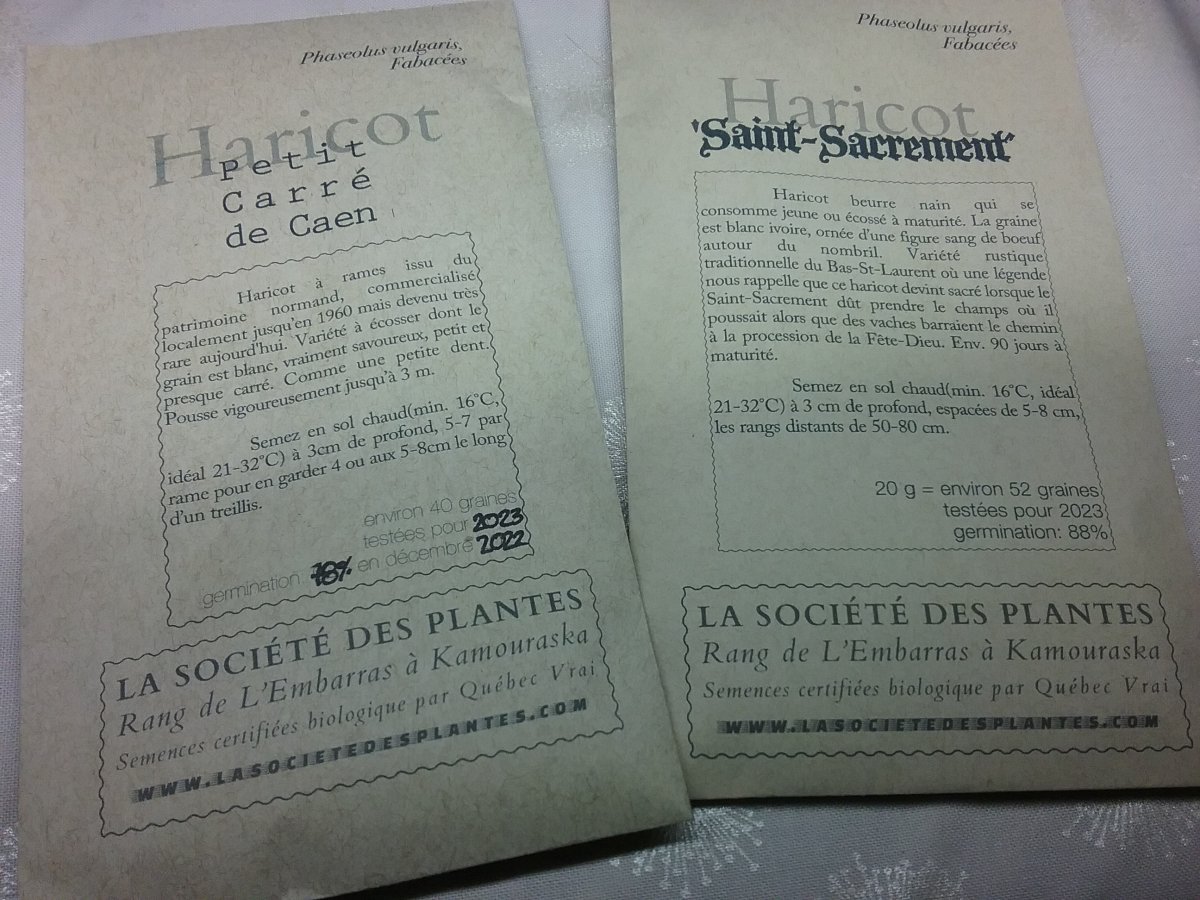 Phaseolus vulgaris,
Fabacées
Haricot
Petit
Carré
de Caen
Haricot à rames issu du
patrimoine normand, commercialisé
localement jusqu'en 1960 mais devenu très
rare aujourd'hui. Variété à écosser dont le
grain est blanc, vraiment savoureux, petit et
presque carré. Comme une petite dent.
Pousse vigoureusement jusqu'à 3 m.
Semez en sol chaud(min. 16°C,
idéal 21-32°C) à 3cm de profond, 5-7 par
rame pour en garder 4 ou aux 5-8cm le long
d'un treillis.
environ 40 graines
testées pour 2023
germination: 78% en décembre 2022
LA SOCIÉTÉ DES PLANTES
Rang de L'Embarras à Kamouraska
Semences certifiées biologique par Québec Vrai
WWW.LASOCIETEDESPLANTES.COM
Phaseolus vulgaris,
Fabacées
Haricot
'Saint-Sacrement'
Haricot beurre nain qui se
consomme jeune ou écossé à maturité. La graine
est blanc ivoire, ornée d'une figure sang de boeuf
autour du nombril. Variété rustique
traditionnelle du Bas-St-Laurent où une légende
nous rappelle que ce haricot devint sacré lorsque le
Saint-Sacrement dût prendre le champs où il
poussait alors que des vaches barraient le chemin
à la procession de la Fête-Dieu. Env. 90 jours à
maturité.
Semez en sol chaud(min. 16°C, idéal
21-32°C) à 3 cm de profond, espacées de 5-8 cm,
les rangs distants de 50-80 cm.
20 g = environ 52 graines
testées pour 2023
germination: 88%
LA SOCIÉTÉ DES PLANTES
Rang de L'Embarras à Kamouraska
Semences certifiées biologique par Québec Vrai
WWW.LASOCIETEDESPLANTES.COM